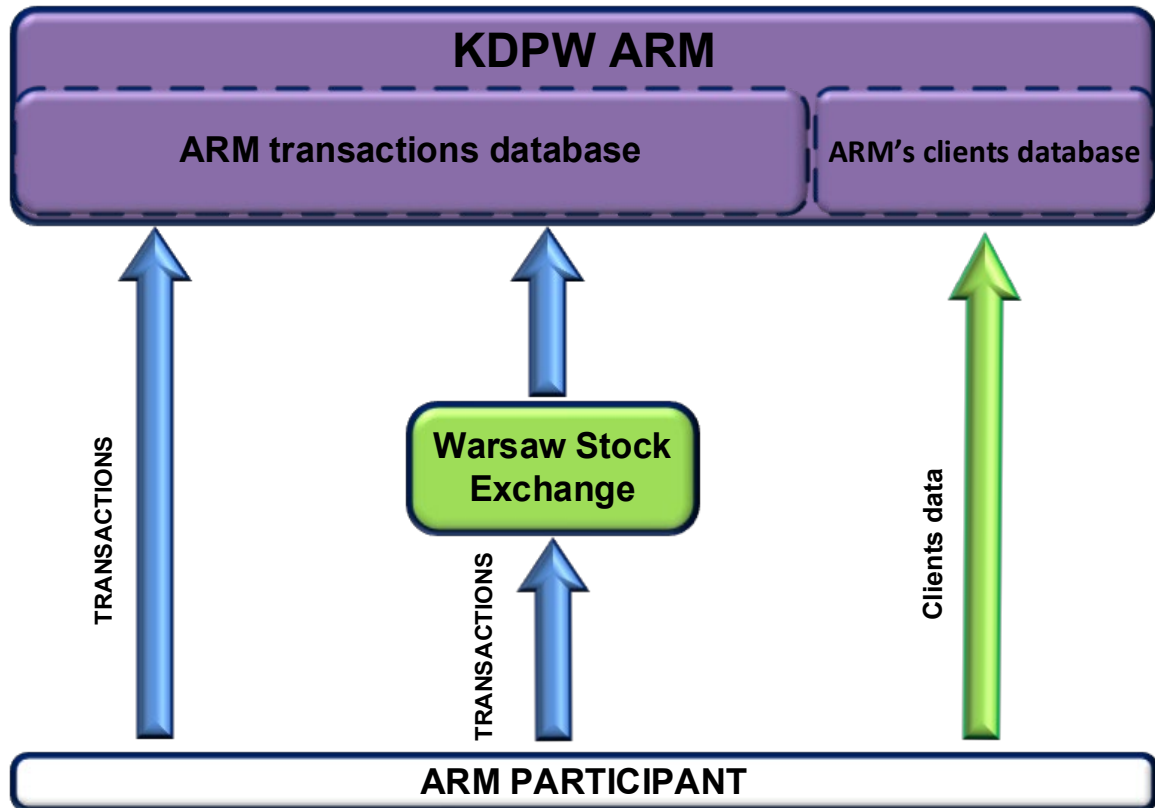 KDPW ARM
ARM transactions database
ARM's clients database
TRANSACTIONS
Warsaw Stock
Exchange
TRANSACTIONS
Clients data
ARM PARTICIPANT